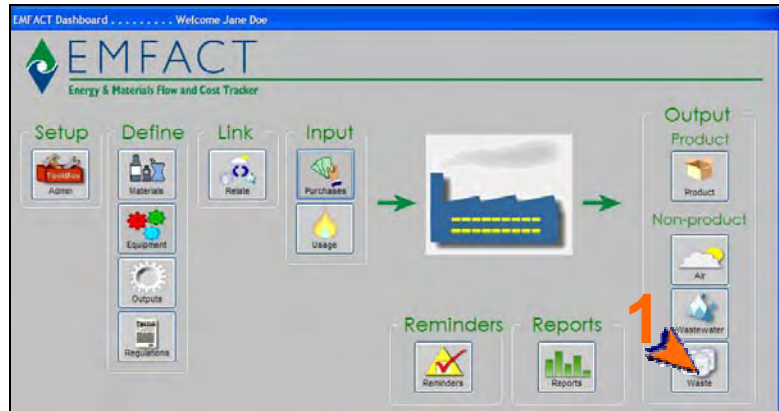 EMFACT Dashboard . . . . . . . . . Welcome Jane Doe
EMFACT
Energy & Materials Flow and Cost Tracker
Setup
Define
Link
Input
Output
Product
ToolBox
Admin
Materials
Relate
Purchases
Product
Equipment
Usage
Non-product
Air
Outputs
Wastewater
Regulations
Reminders
Reports
1
Reminders
Reports
Waste